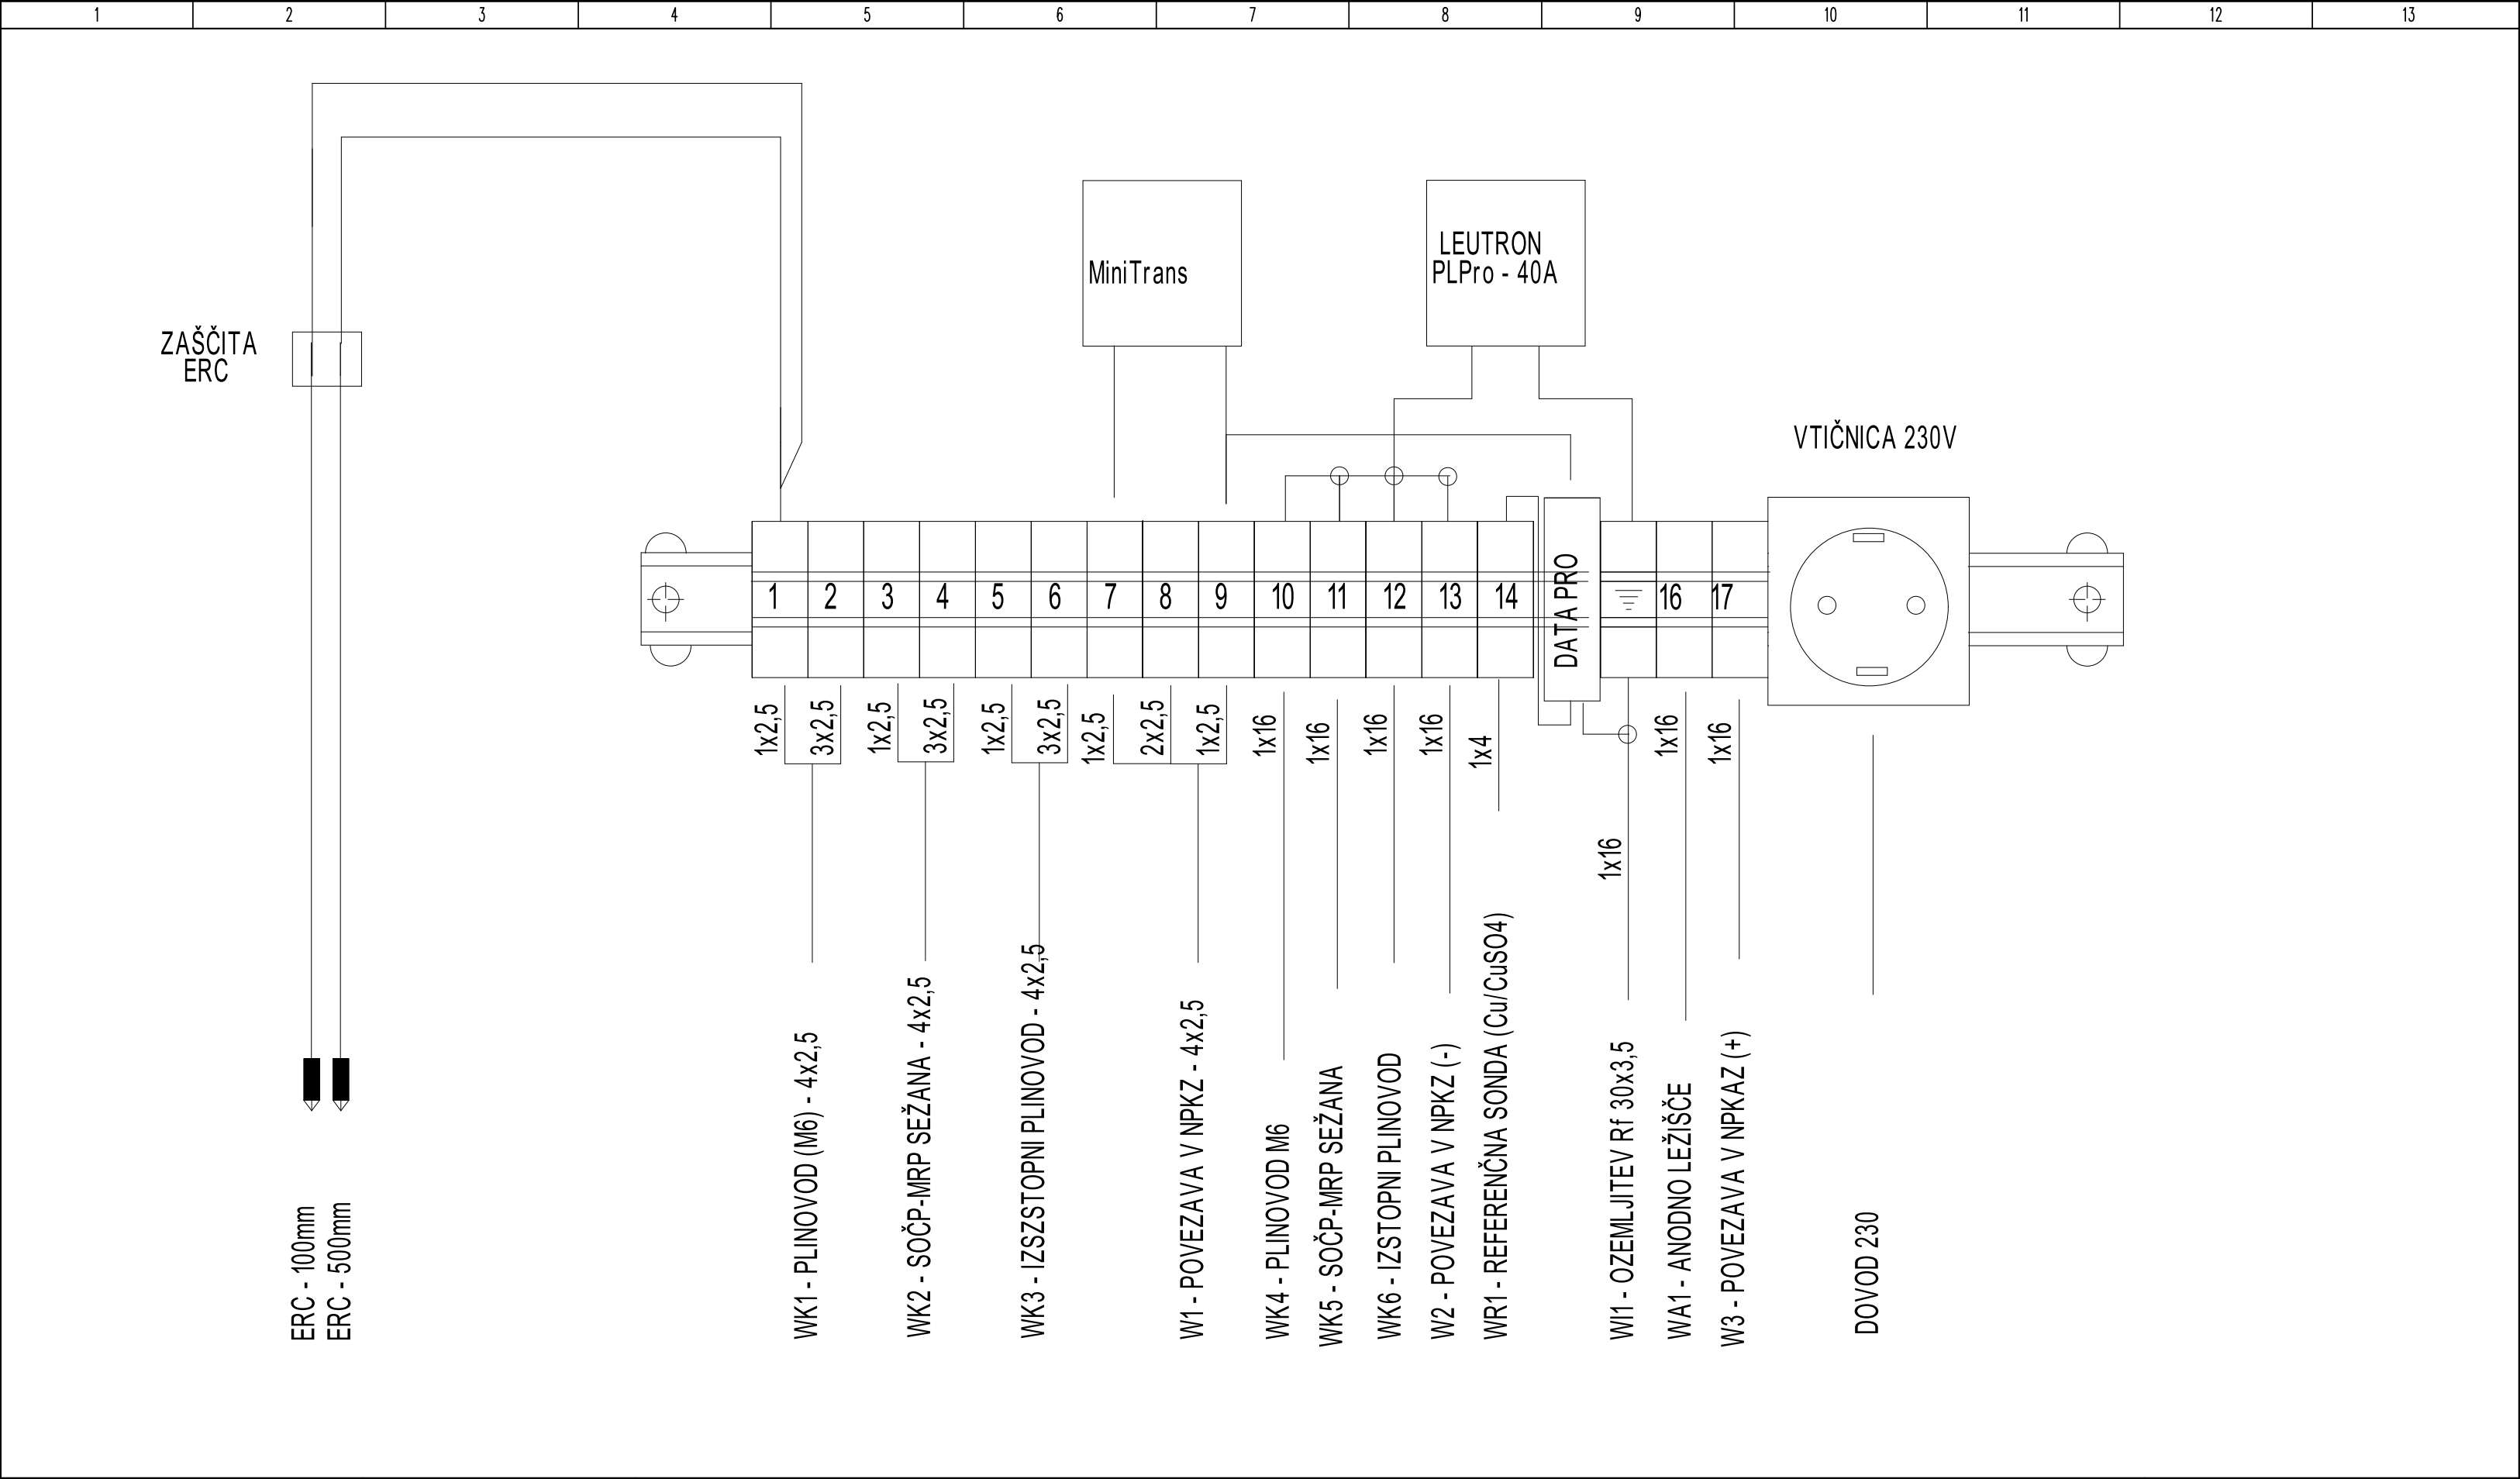 1 2 3 4 5 6 7 8 9 10 11 12 13
MiniTrans
LEUTRON
PLPro - 40A
ZAŠČITA
ERC
VTIČNICA 230V
1 2 3 4 5 6 7 8 9 10 11 12 13 14
DATA PRO
16 17
1x2,5
3x2,5
1x2,5
3x2,5
1x2,5
3x2,5
1x2,5
2x2,5
1x2,5
1x16
1x16
1x16
1x16
1x4
1x16
1x16
1x16
ERC - 100mm
ERC - 500mm
WK1 - PLINOVOD (M6) - 4x2,5
WK2 - SOČP-MRP SEŽANA - 4x2,5
WK3 - IZSZSTOPNI PLINOVOD - 4x2,5
W1 - POVEZAVA V NPKZ - 4x2,5
WK4 - PLINOVOD M6
WK5 - SOČP-MRP SEŽANA
WK6 - IZSTOPNI PLINOVOD
W2 - POVEZAVA V NPKZ (-)
WR1 - REFERENČNA SONDA (Cu/CuSO4)
WI1 - OZEMLJITEV Rf 30x3,5
WA1 - ANODNO LEŽIŠČE
W3 - POVEZAVA V NPKAZ (+)
DOVOD 230